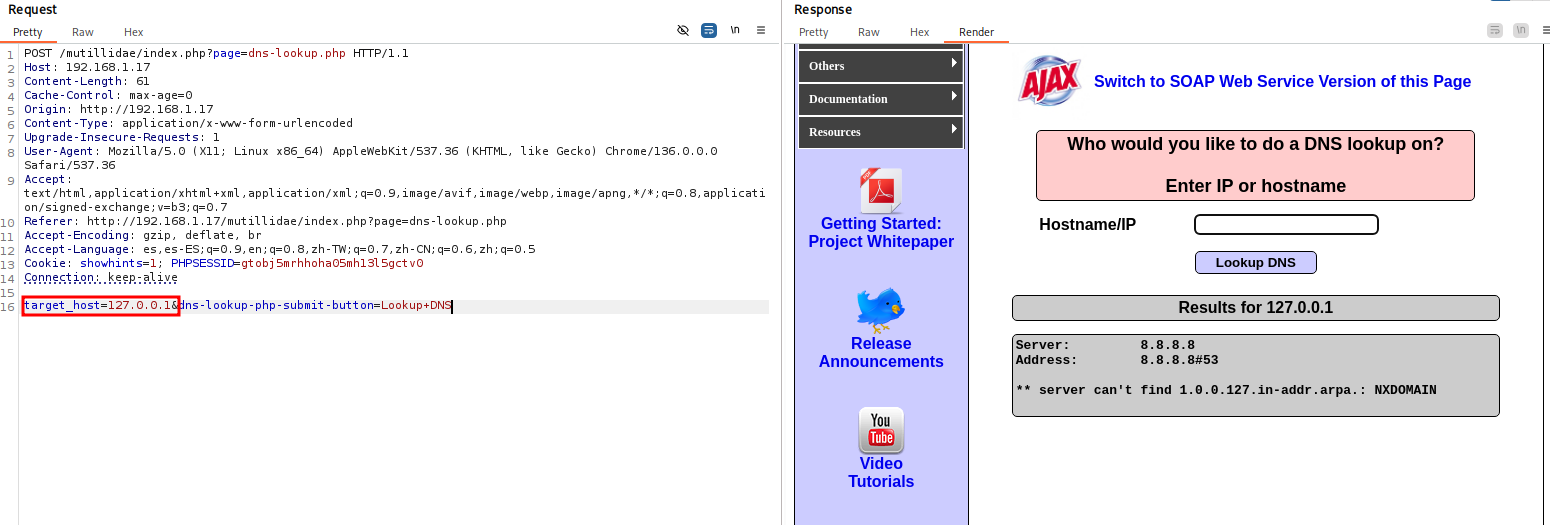 Request
Pretty Raw Hex
\n
1 POST /mutillidae/index.php?page=dns-lookup.php HTTP/1.1
2 Host: 192.168.1.17
3 Content-Length: 61
4 Cache-Control: max-age=0
5 Origin: http://192.168.1.17
6 Content-Type: application/x-www-form-urlencoded
7 Upgrade-Insecure-Requests: 1
8 User-Agent: Mozilla/5.0 (X11; Linux x86_64) AppleWebKit/537.36 (KHTML, like Gecko) Chrome/136.0.0.0
Safari/537.36
9 Accept:
text/html,application/xhtml+xml,application/xml;q=0.9,image/avif,image/webp,image/apng,*/*;q=0.8,applicati
on/signed-exchange;v=b3;q=0.7
10 Referer: http://192.168.1.17/mutillidae/index.php?page=dns-lookup.php
11 Accept-Encoding: gzip, deflate, br
12 Accept-Language: es,es-ES;q=0.9,en;q=0.8,zh-TW;q=0.7,zh-CN;q=0.6,zh;q=0.5
13 Cookie: showhints=1; PHPSESSID=gtobj5mrhhoha05mh13l5gctv0
14 Connection: keep-alive
15
16 target_host=127.0.0.1&dns-lookup-php-submit-button=Lookup+DNS
Response
Pretty Raw Hex Render
\n
Others
Documentation
Resources
Getting Started:
Project Whitepaper
Release
Announcements
You
Tube
Video
Tutorials
AJAX
Switch to SOAP Web Service Version of this Page
Who would you like to do a DNS lookup on?
Enter IP or hostname
Hostname/IP
Lookup DNS
Results for 127.0.0.1
Server: 8.8.8.8
Address: 8.8.8.8#53
** server can't find 1.0.0.127.in-addr.arpa.: NXDOMAIN